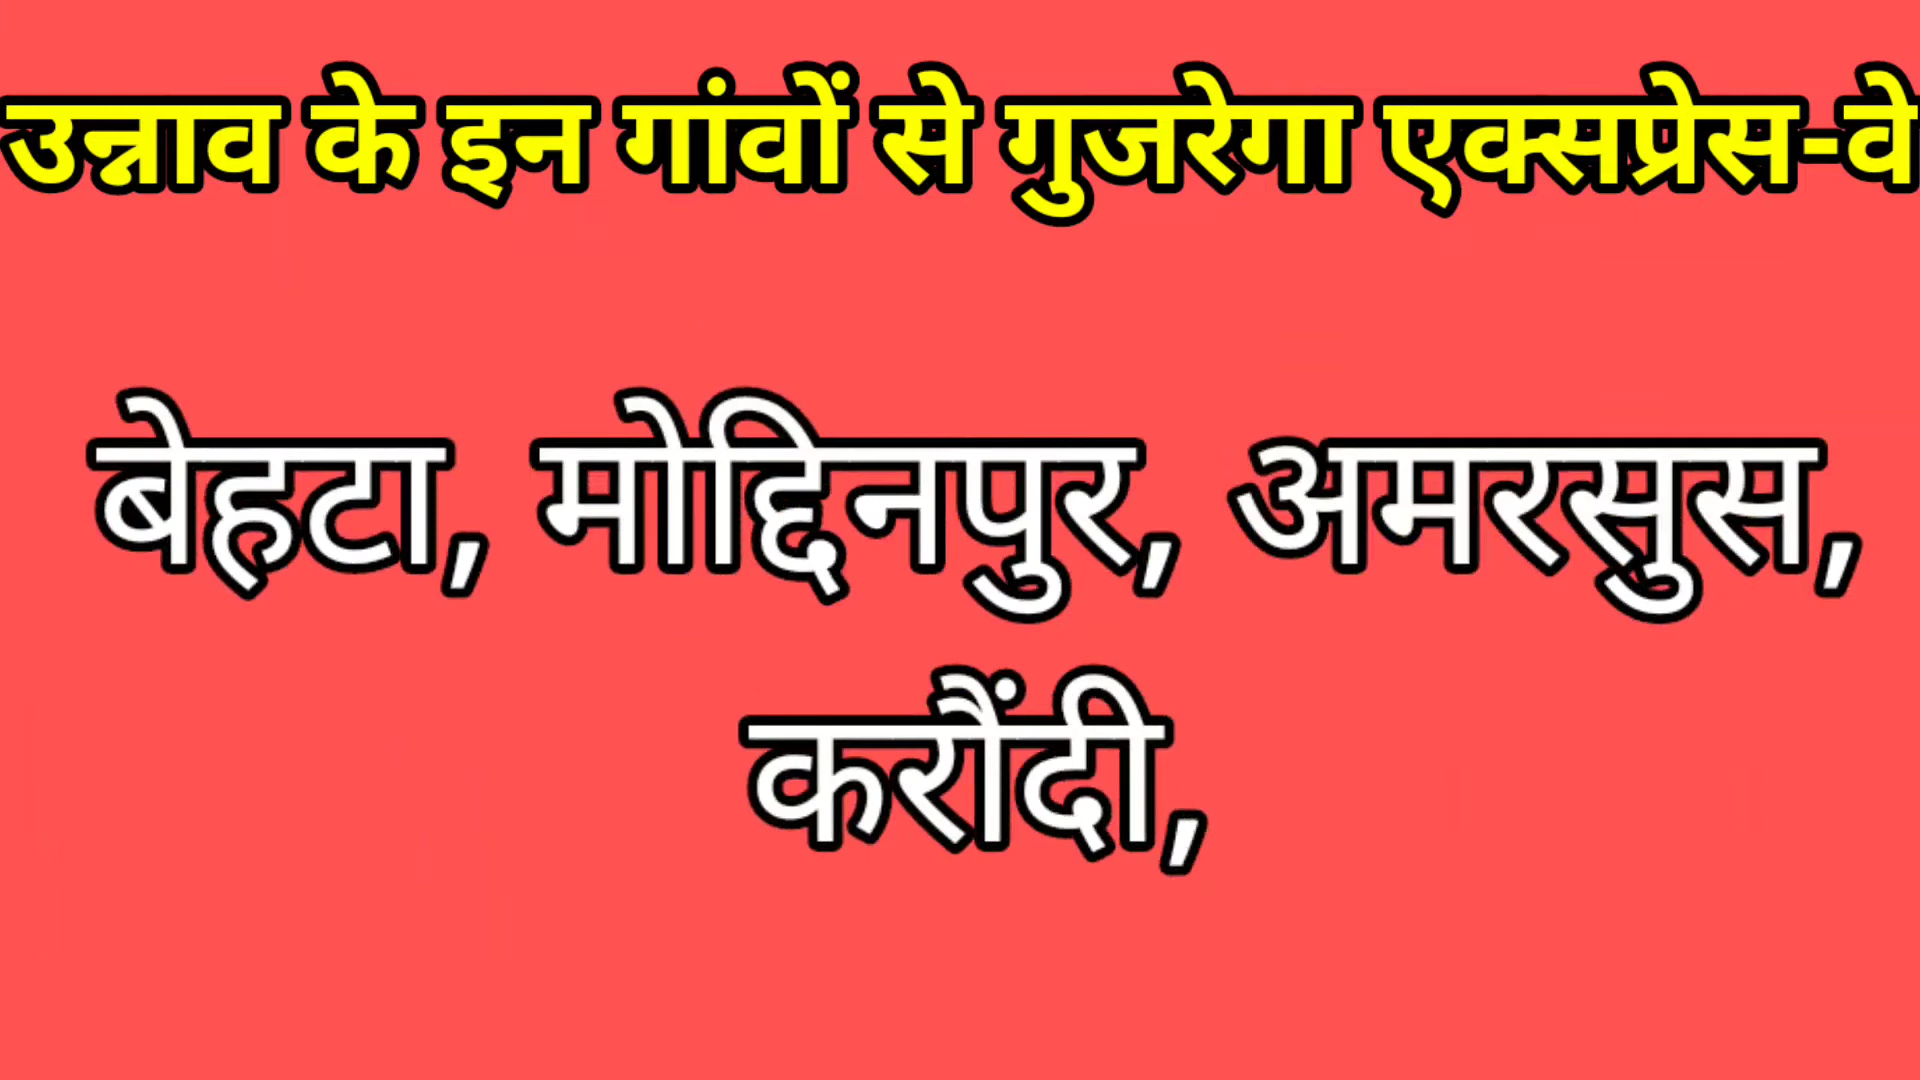 उन्नाव के इन गांवों से गुजरेगा एक्सप्रेस-वे
बेहटा, मोद्दिनपुर, अमरसुस,
करौंदी,